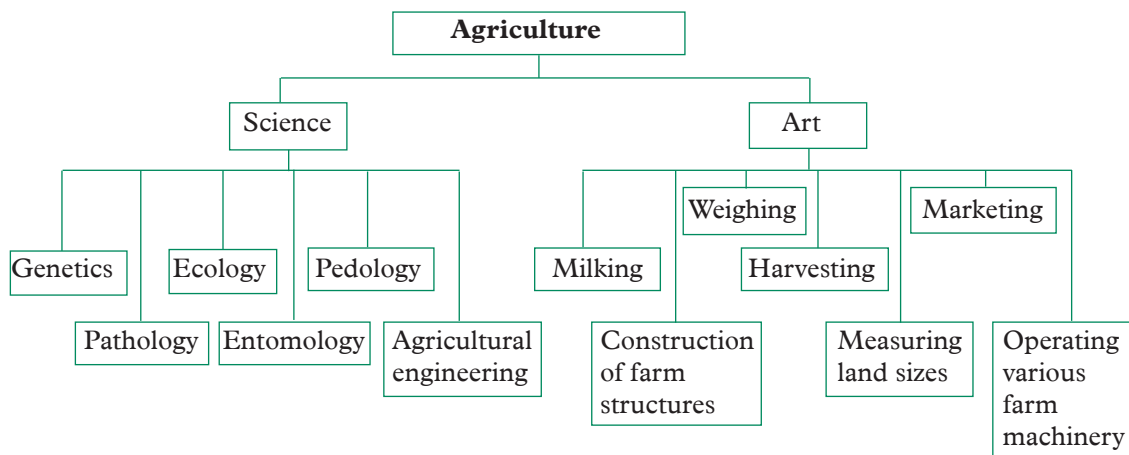 Agriculture
Science
Art
Weighing
Marketing
Genetics
Ecology
Pedology
Milking
Harvesting
Pathology
Entomology
Agricultural
engineering
Construction
of farm
structures
Measuring
land sizes
Operating
various
farm
machinery